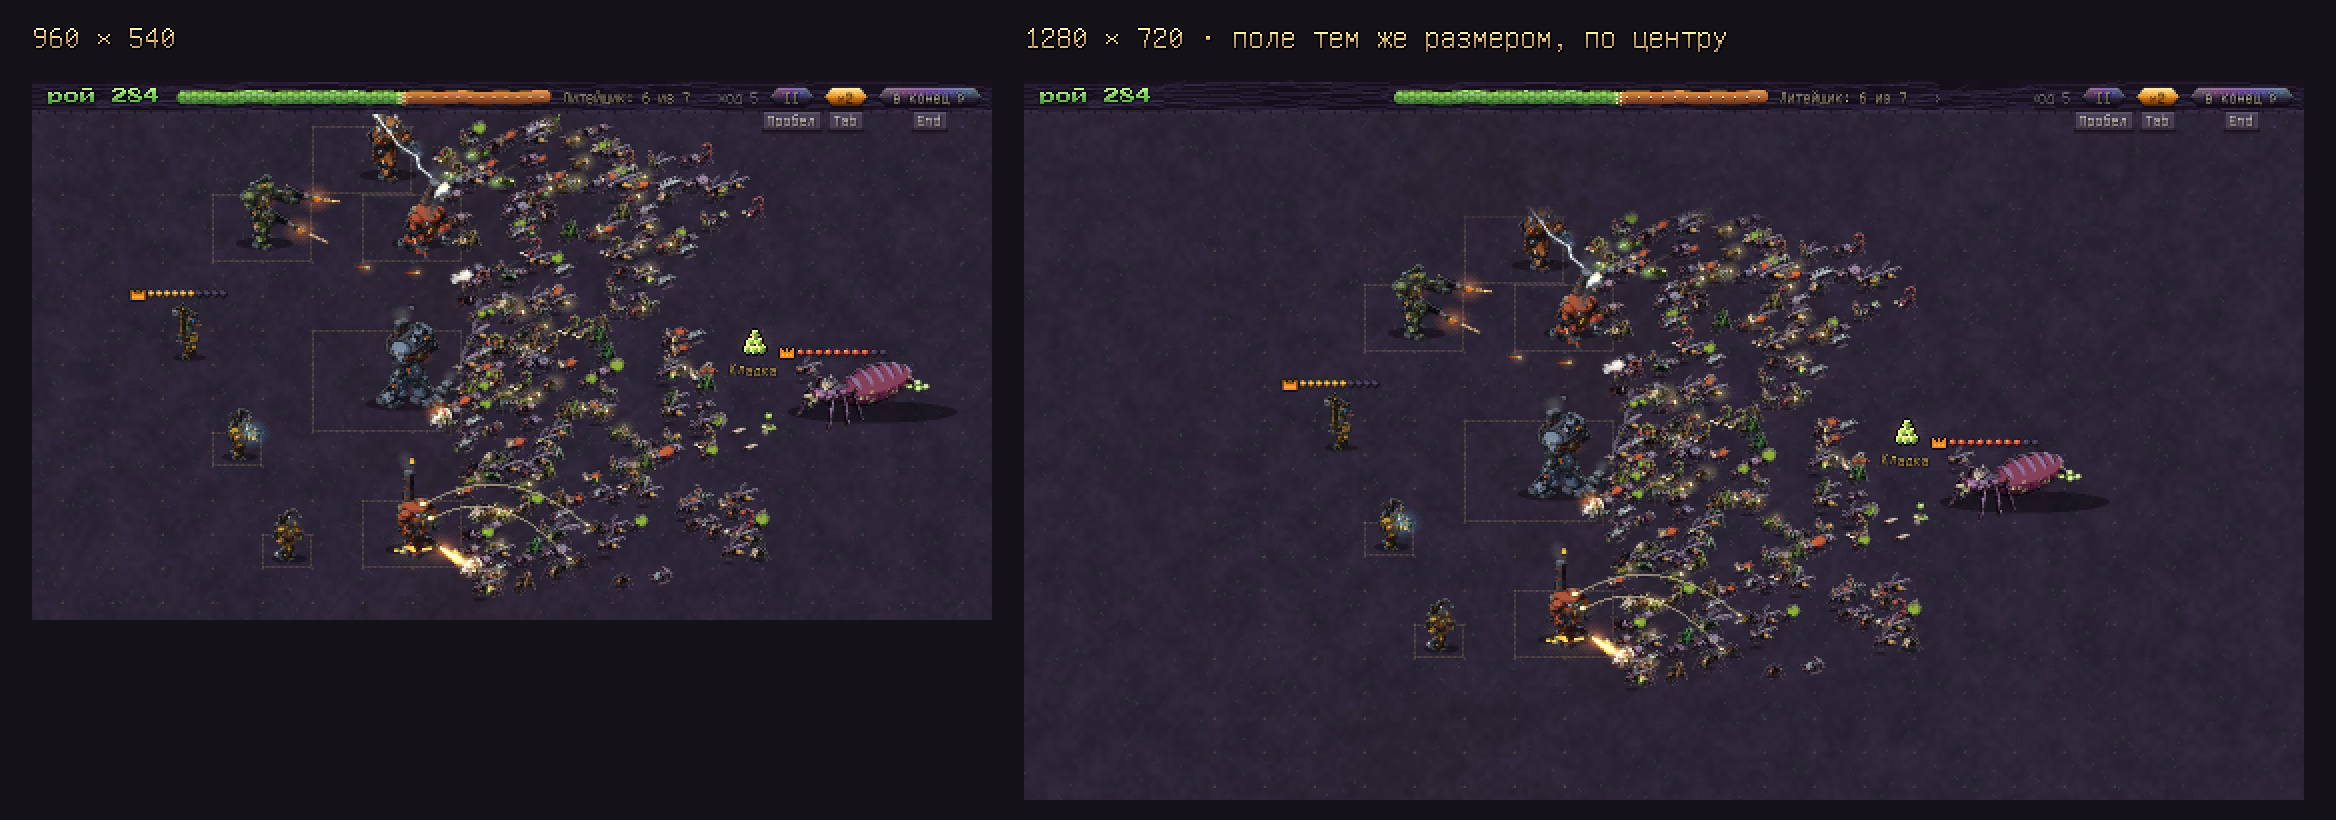 960 × 540
1280 × 720 · поле тем же размером, по центру
рой 284
Литейщик: 6 из 7
ход 5
II
×2
в конец
Пробел
Tab
End
Кладка
рой 284
Литейщик: 6 из 7
II
×2
в конец
Пробел
Tab
End
Кладка